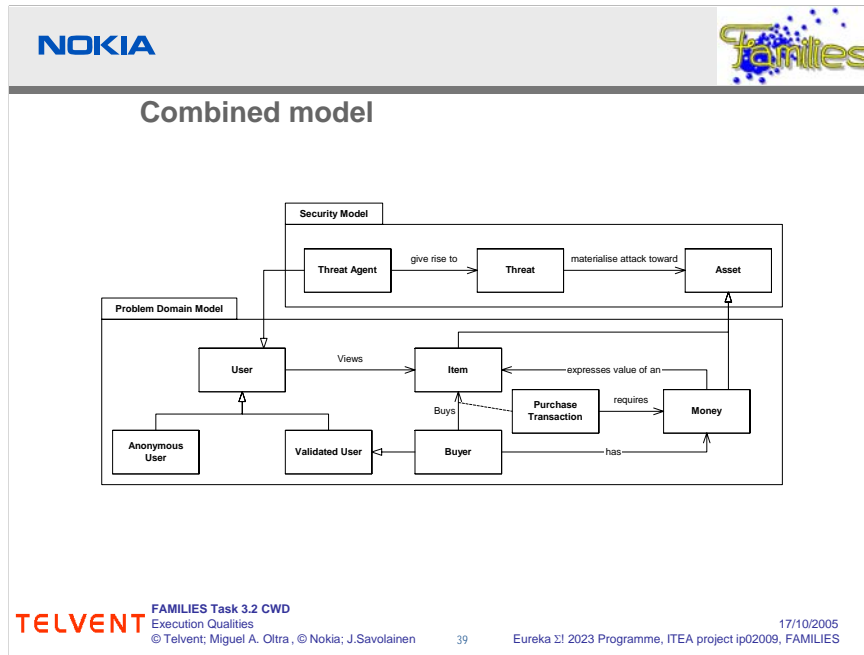 NOKIA
Families
Combined model
Security Model
Threat Agent
give rise to
Threat
materialise attack toward
Asset
Problem Domain Model
User
Views
Item
expresses value of an
Buys
Purchase
Transaction
requires
Money
Anonymous
User
Validated User
Buyer
has
TELVENT
FAMILIES Task 3.2 CWD
Execution Qualities
© Telvent; Miguel A. Oltra , © Nokia; J.Savolainen
39
17/10/2005
Eureka Σ! 2023 Programme, ITEA project ip02009, FAMILIES